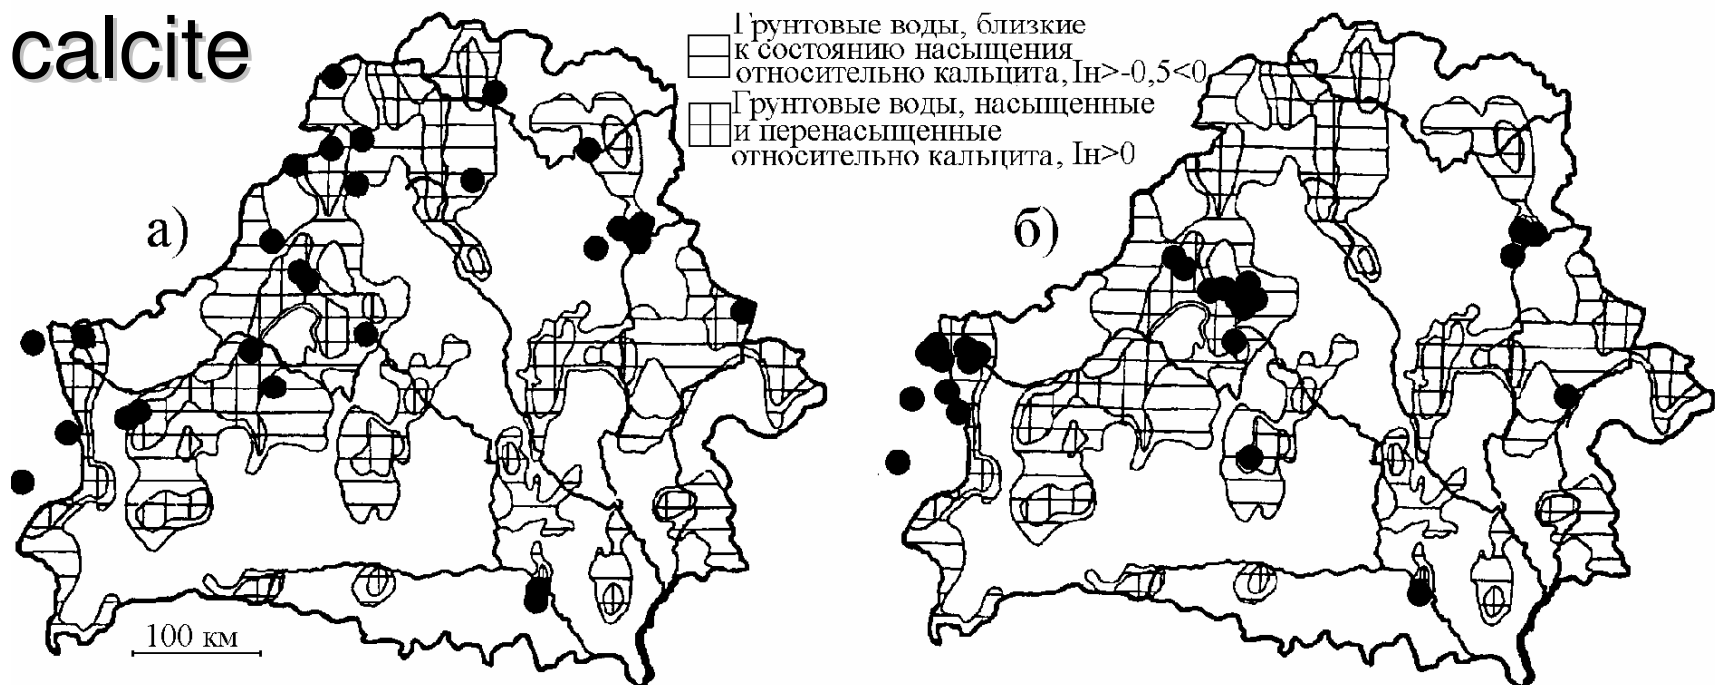 calcite
Грунтовые воды, близкие
к состоянию насыщения
относительно кальцита, Iн>-0,5<0
Грунтовые воды, насыщенные
и перенасыщенные
относительно кальцита, Iн>0
а)
б)
100 км